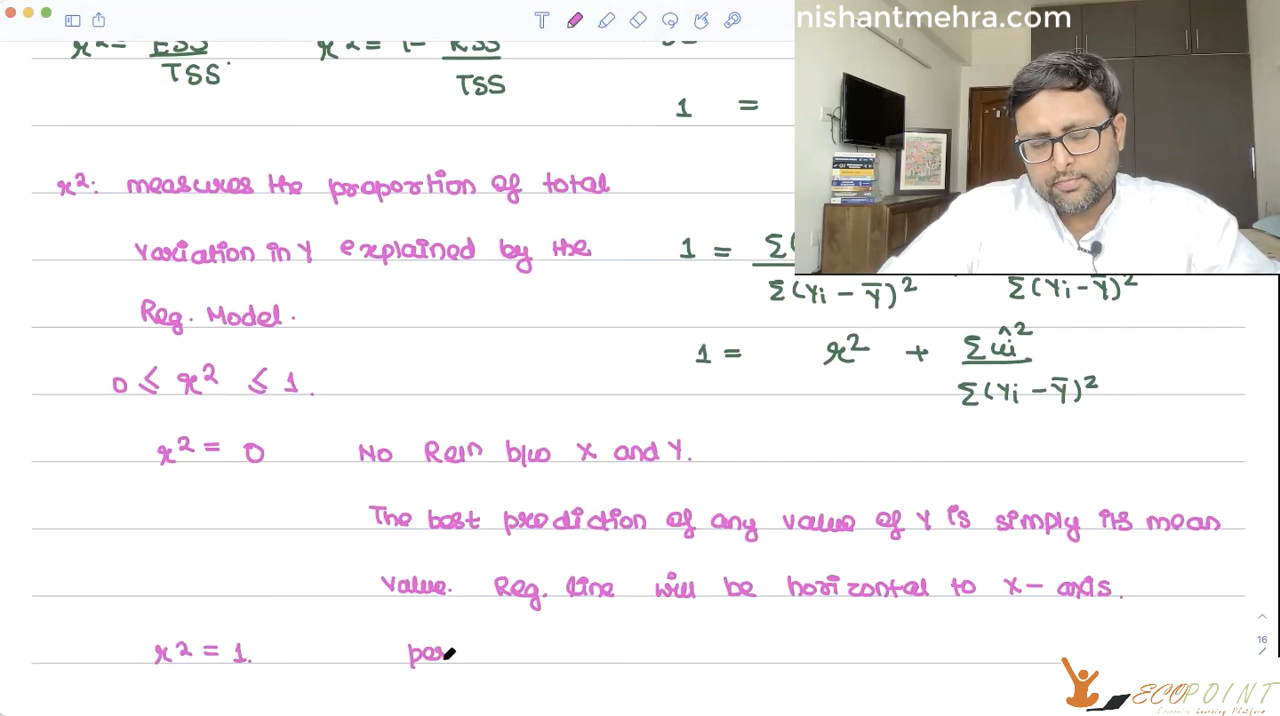 nishantmehra.com
r² = ESS / TSS. r² = 1 - RSS / TSS
1 =
r²: measures the proportion of total
variation in Y explained by the
Reg. Model.
1 = Σ( / Σ(Yi - Ȳ)² Σ(Yi - Ȳ)²
1 = r² + Σûi² / Σ(Yi - Ȳ)²
0 ≤ r² ≤ 1.
r² = 0 No Reln b/w X and Y.
The best prediction of any value of Y is simply its mean
value. Reg. line will be horizontal to X-axis.
r² = 1. per
16
ECOPOINT